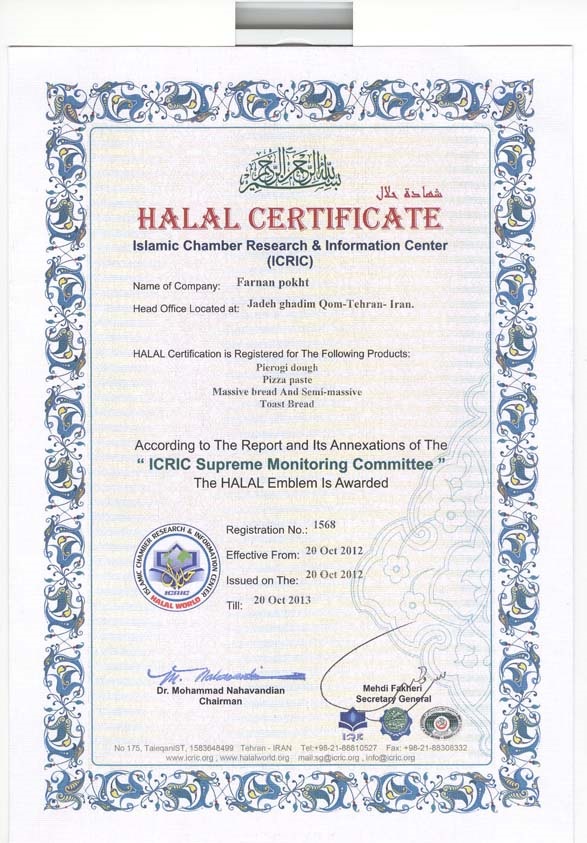 بسم الله الرحمن الرحيم
شهادة حلال
HALAL CERTIFICATE
Islamic Chamber Research & Information Center
(ICRIC)
Name of Company: Farnan pokht
Head Office Located at: Jadeh ghadim Qom-Tehran- Iran.
HALAL Certification is Registered for The Following Products:
Pierogi dough
Pizza paste
Massive bread And Semi-massive
Toast Bread
According to The Report and Its Annexations of The
“ ICRIC Supreme Monitoring Committee ”
The HALAL Emblem Is Awarded
Registration No.: 1568
Effective From: 20 Oct 2012
Issued on The: 20 Oct 2012
Till: 20 Oct 2013
ISLAMIC CHAMBER RESEARCH & INFORMATION CENTER
ICRIC
HALAL WORLD
Dr. Mohammad Nahavandian
Chairman
Mehdi Fakheri
Secretary General
No 175, TaleqaniST, 1583648499 Tehran - IRAN Tel:+98-21-88810527 Fax: +98-21-88308332
www.icric.org , www.halalworld.org mail:sg@icric.org , info@icric.org